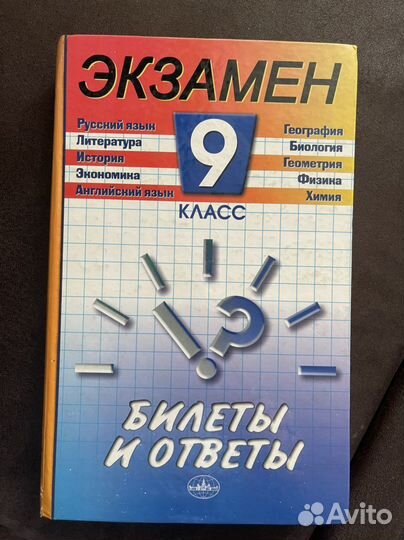 ЭКЗАМЕН
Русский язык
Литература
История
Экономика
Английский язык
9
КЛАСС
География
Биология
Геометрия
Физика
Химия
!?
БИЛЕТЫ
И ОТВЕТЫ
Avito